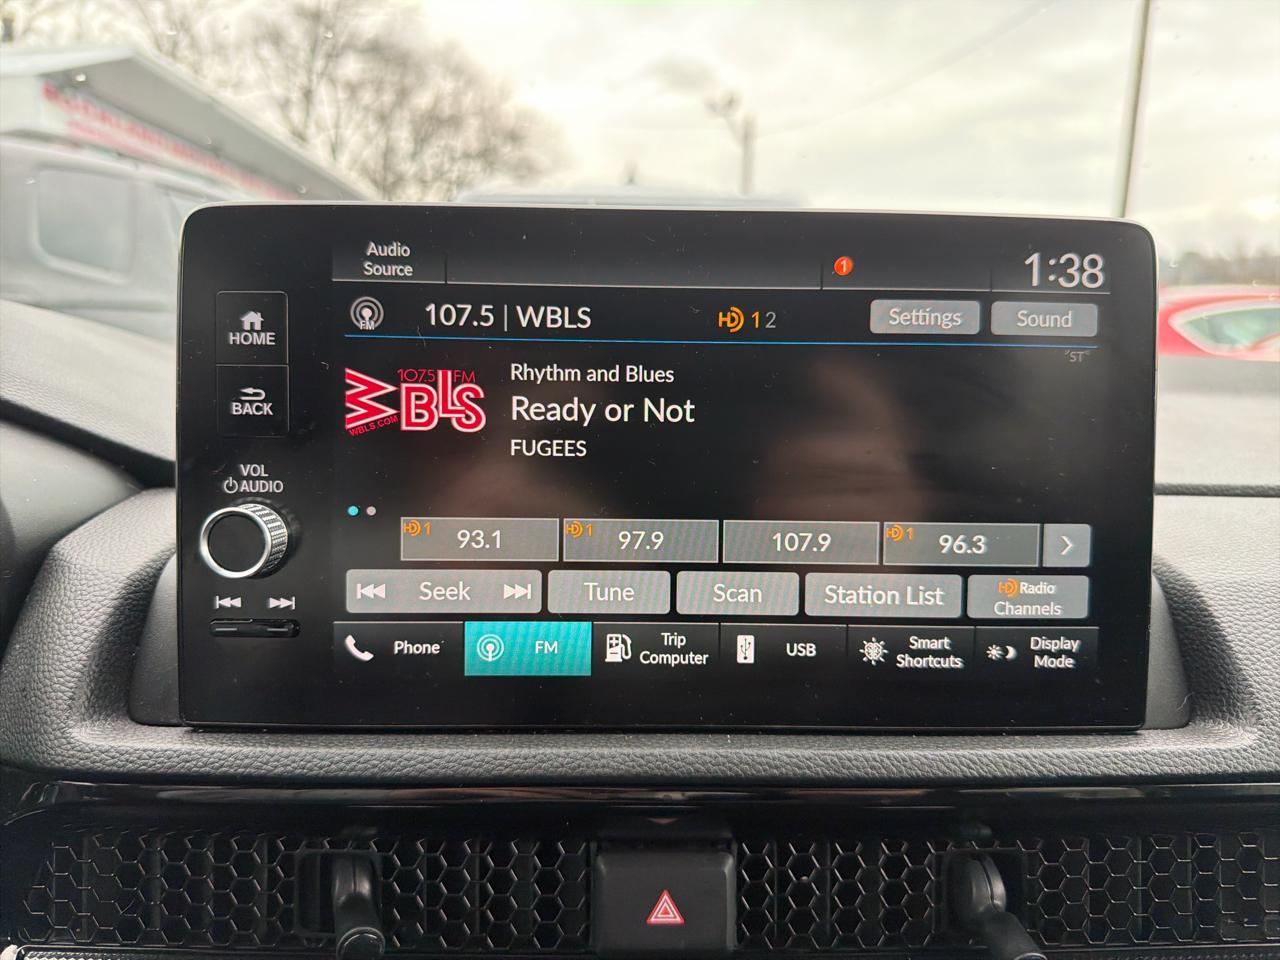 Audio
Source
1
1:38
HOME
FM
107.5 | WBLS
HD 1 2
Settings
Sound
ST
107.5 FM
WBLS
WBLS.COM
Rhythm and Blues
Ready or Not
FUGEES
BACK
VOL
AUDIO
HD 1
93.1
HD 1
97.9
107.9
HD 1
96.3
Seek
Tune
Scan
Station List
HD Radio
Channels
Phone
FM
Trip
Computer
USB
Smart
Shortcuts
Display
Mode